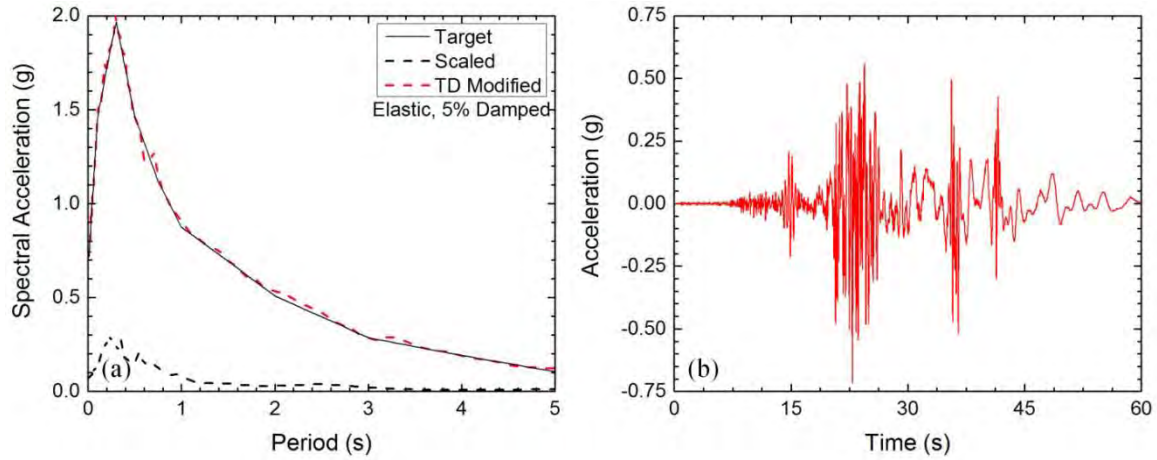 2.0
1.5
1.0
0.5
0.0
Spectral Acceleration (g)
Target
Scaled
TD Modified
Elastic, 5% Damped
(a)
0 1 2 3 4 5
Period (s)
0.75
0.50
0.25
0.00
-0.25
-0.50
-0.75
Acceleration (g)
(b)
0 15 30 45 60
Time (s)